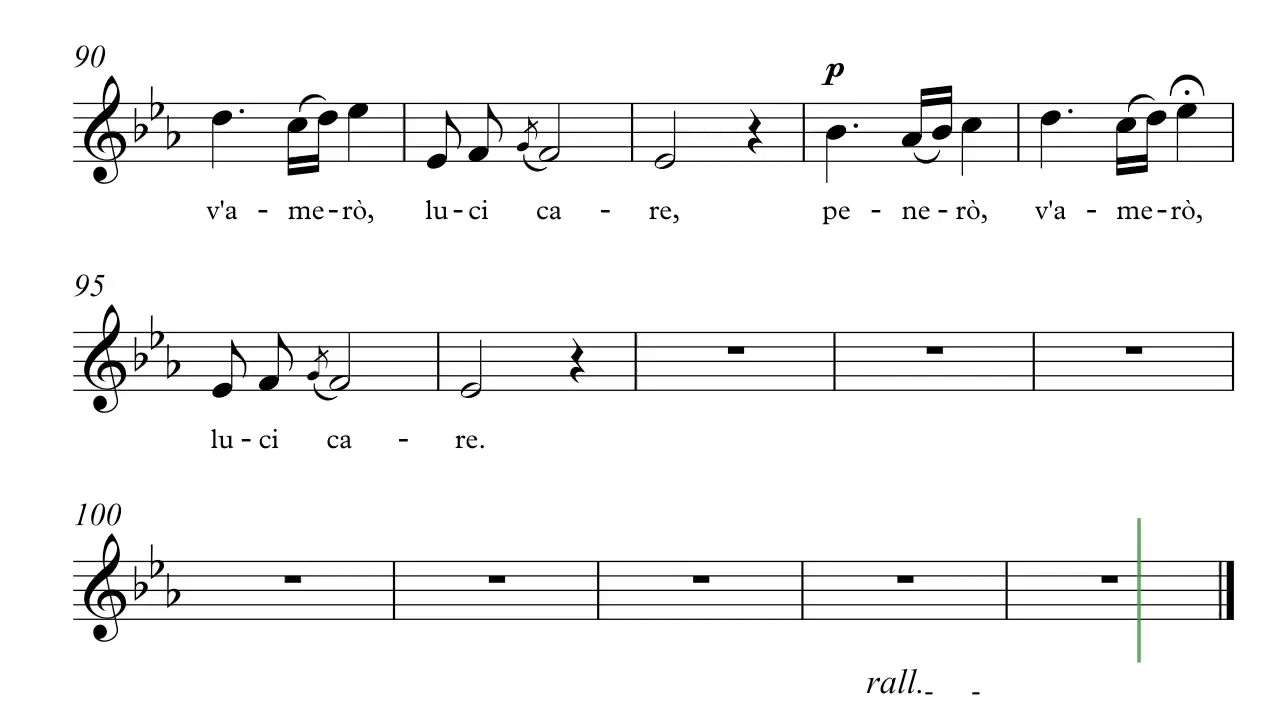 90
p
v'a - me-rò, lu-ci ca - re, pe - ne-rò, v'a - me-rò,
95
lu-ci ca - re.
100
rall.- -